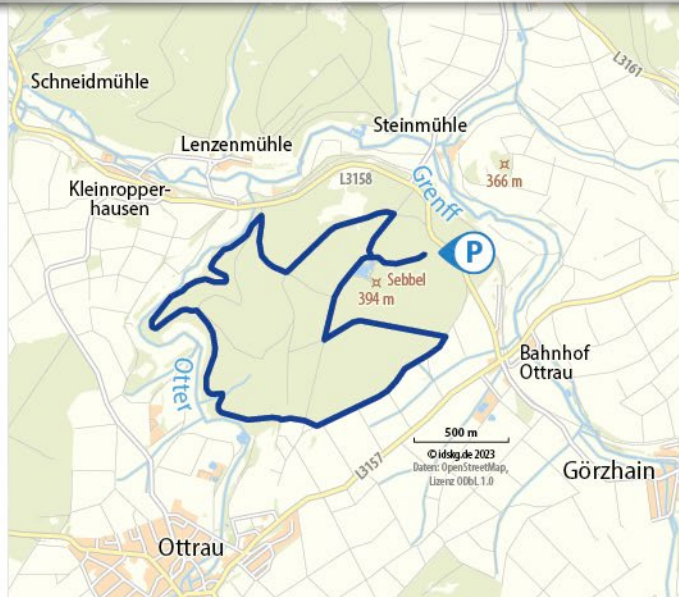 L3161
Schneidmühle
Steinmühle
Lenzenmühle
366 m
L3158
Grenff
Kleinropper-
hausen
P
Sebbel
394 m
Bahnhof
Ottrau
Otter
500 m
© idskg.de 2023
Daten: OpenStreetMap,
Lizenz ODbL 1.0
L3157
Görzhain
Ottrau